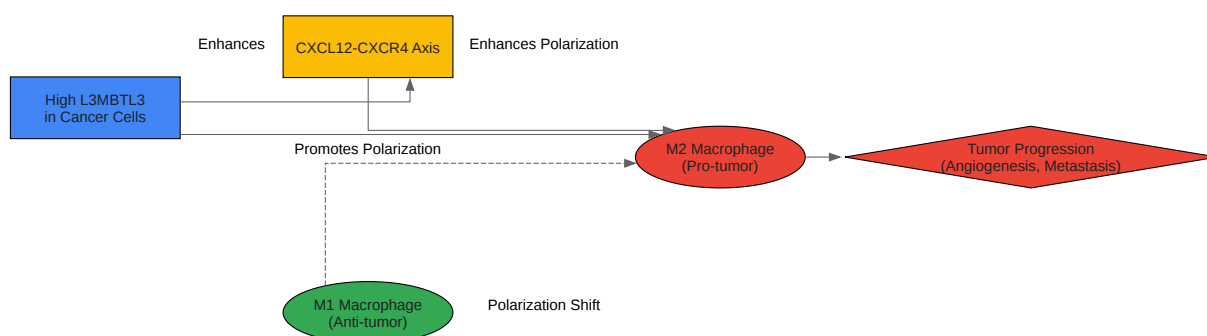 Enhances
CXCL12-CXCR4 Axis
Enhances Polarization
High L3MBTL3
in Cancer Cells
Promotes Polarization
M2 Macrophage
(Pro-tumor)
Tumor Progression
(Angiogenesis, Metastasis)
M1 Macrophage
(Anti-tumor)
Polarization Shift